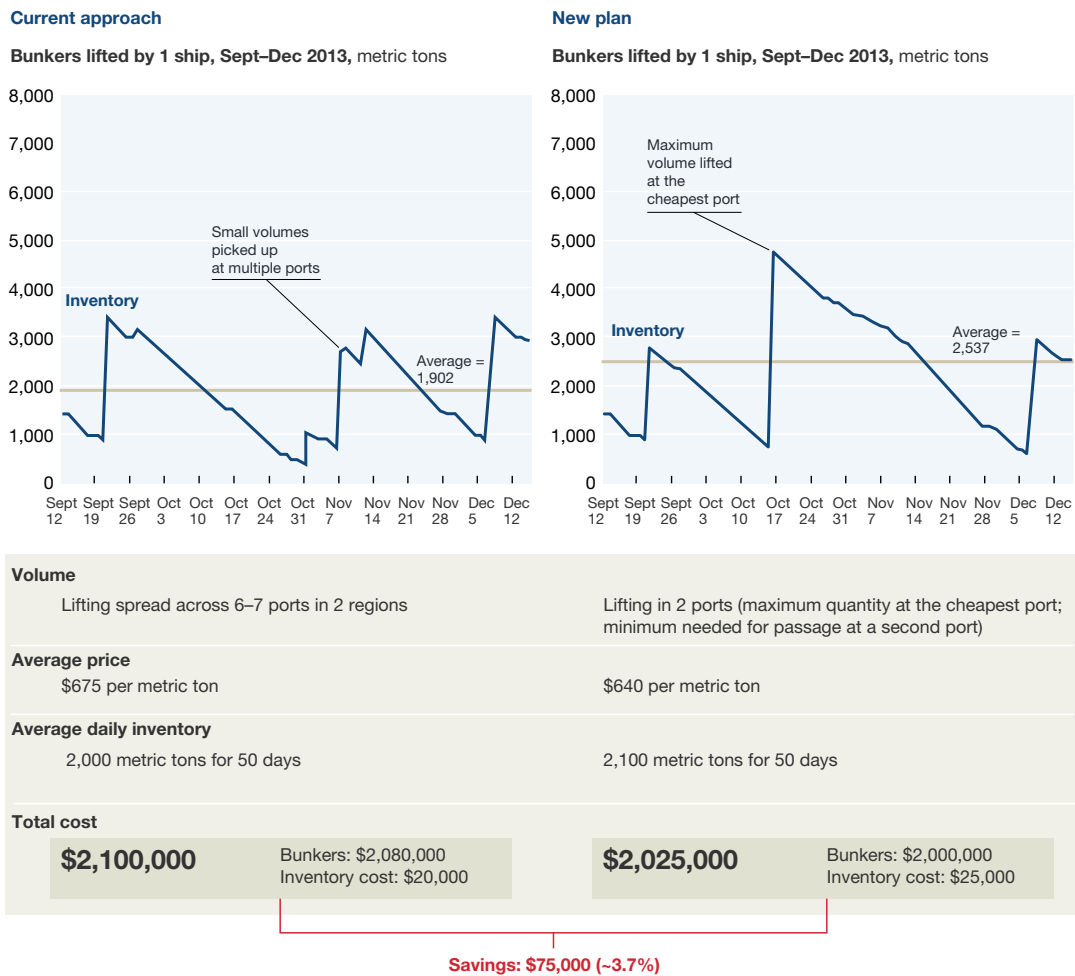 Current approach
Bunkers lifted by 1 ship, Sept–Dec 2013, metric tons
8,000
7,000
6,000
5,000
4,000
3,000
2,000
1,000
0
Small volumes
picked up
at multiple ports
Inventory
Average =
1,902
Sept Sept Sept Oct Oct Oct Oct Oct Nov Nov Nov Nov Dec Dec
12 19 26 3 10 17 24 31 7 14 21 28 5 12
New plan
Bunkers lifted by 1 ship, Sept–Dec 2013, metric tons
8,000
7,000
6,000
5,000
4,000
3,000
2,000
1,000
0
Maximum
volume lifted
at the
cheapest port
Inventory
Average =
2,537
Sept Sept Sept Oct Oct Oct Oct Oct Nov Nov Nov Nov Dec Dec
12 19 26 3 10 17 24 31 7 14 21 28 5 12
Volume
Lifting spread across 6–7 ports in 2 regions
Lifting in 2 ports (maximum quantity at the cheapest port;
minimum needed for passage at a second port)
Average price
$675 per metric ton
$640 per metric ton
Average daily inventory
2,000 metric tons for 50 days
2,100 metric tons for 50 days
Total cost
$2,100,000
Bunkers: $2,080,000
Inventory cost: $20,000
$2,025,000
Bunkers: $2,000,000
Inventory cost: $25,000
Savings: $75,000 (~3.7%)